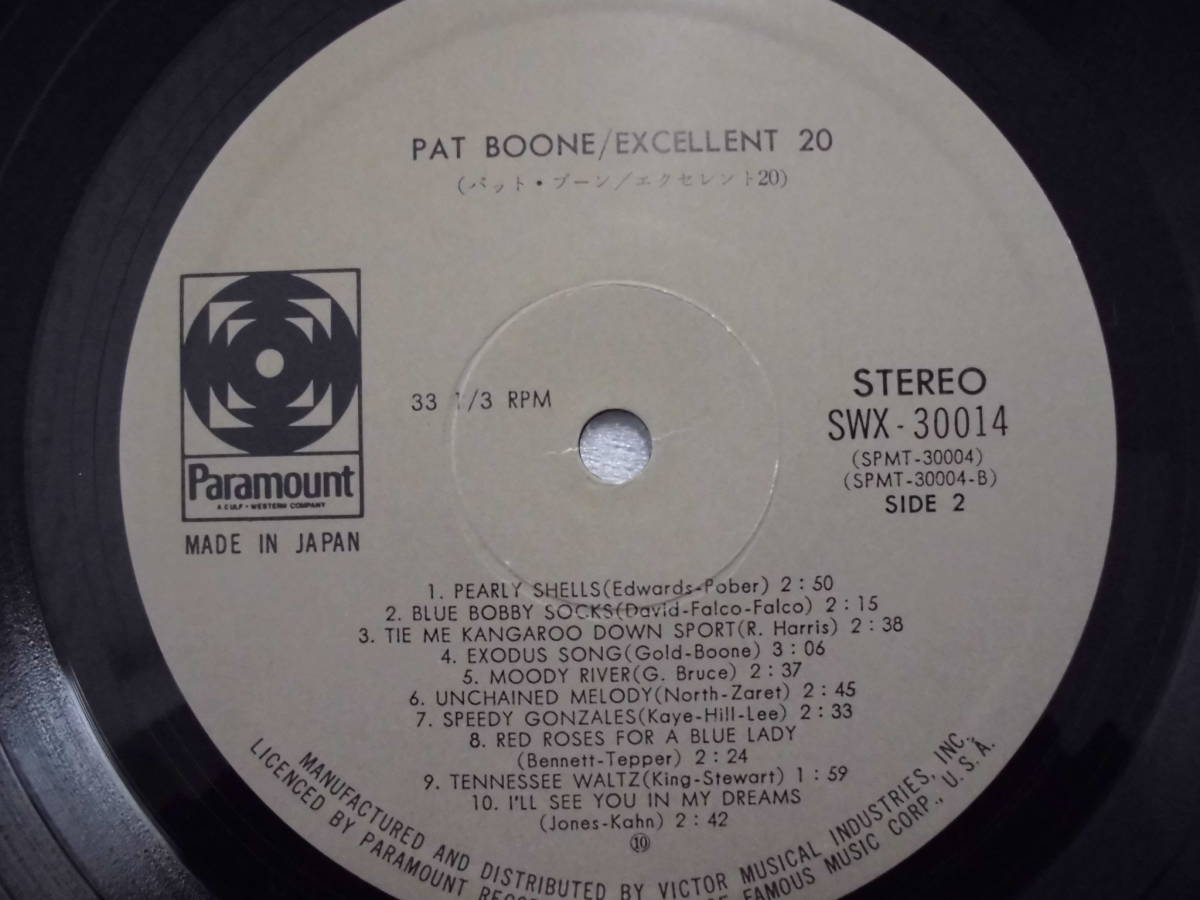 PAT BOONE/EXCELLENT 20
(パット・ブーン/エクセレント20)
Paramount
A GULF + WESTERN COMPANY
MADE IN JAPAN
33 1/3 RPM
STEREO
SWX-30014
(SPMT-30004)
(SPMT-30004-B)
SIDE 2
1. PEARLY SHELLS(Edwards-Pober) 2:50
2. BLUE BOBBY SOCKS(David-Falco-Falco) 2:15
3. TIE ME KANGAROO DOWN SPORT(R. Harris) 2:38
4. EXODUS SONG(Gold-Boone) 3:06
5. MOODY RIVER(G. Bruce) 2:37
6. UNCHAINED MELODY(North-Zaret) 2:45
7. SPEEDY GONZALES(Kaye-Hill-Lee) 2:33
8. RED ROSES FOR A BLUE LADY
(Bennett-Tepper) 2:24
9. TENNESSEE WALTZ(King-Stewart) 1:59
10. I'LL SEE YOU IN MY DREAMS
(Jones-Kahn) 2:42
⑩
MANUFACTURED AND DISTRIBUTED BY VICTOR MUSICAL INDUSTRIES, INC.
LICENCED BY PARAMOUNT FAMOUS MUSIC CORP., U.S.A.